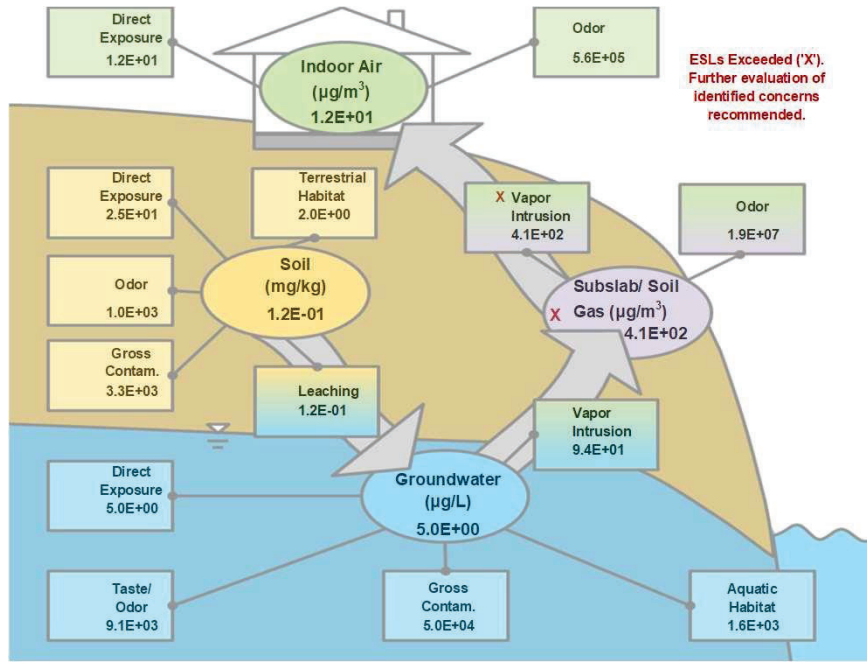 Direct
Exposure
1.2E+01
Indoor Air
(µg/m³)
1.2E+01
Odor
5.6E+05
ESLs Exceeded ('X').
Further evaluation of
identified concerns
recommended.
Direct
Exposure
2.5E+01
Terrestrial
Habitat
2.0E+00
X Vapor
Intrusion
4.1E+02
Odor
1.9E+07
Odor
1.0E+03
Soil
(mg/kg)
1.2E-01
Subslab/ Soil
X Gas (µg/m³)
4.1E+02
Gross
Contam.
3.3E+03
Leaching
1.2E-01
Vapor
Intrusion
9.4E+01
Direct
Exposure
5.0E+00
Groundwater
(µg/L)
5.0E+00
Taste/
Odor
9.1E+03
Gross
Contam.
5.0E+04
Aquatic
Habitat
1.6E+03